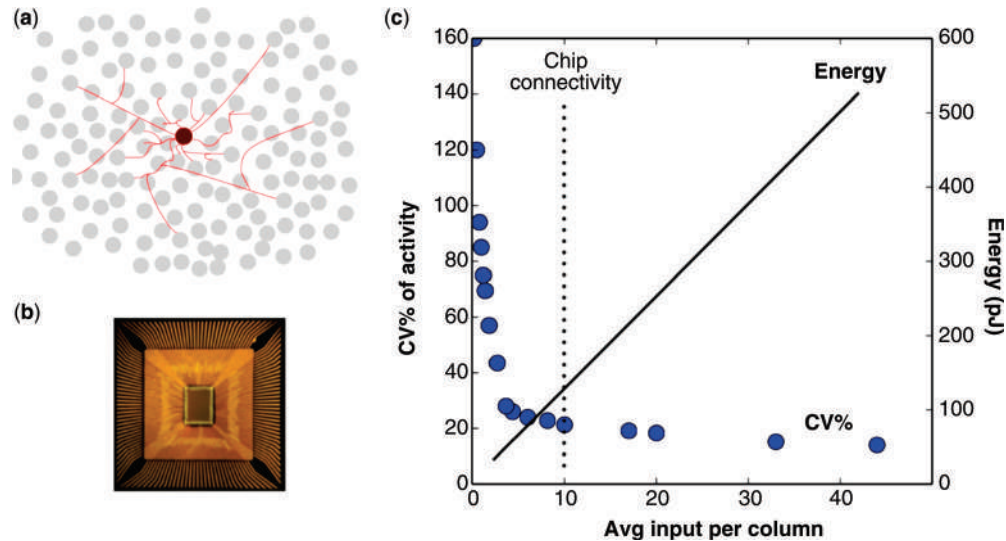 (a)
(b)
(c)
160
140
120
100
80
60
40
20
0
CV% of activity
0
10
20
30
40
Avg input per column
600
500
400
300
200
100
0
Energy (pJ)
Chip
connectivity
Energy
CV%